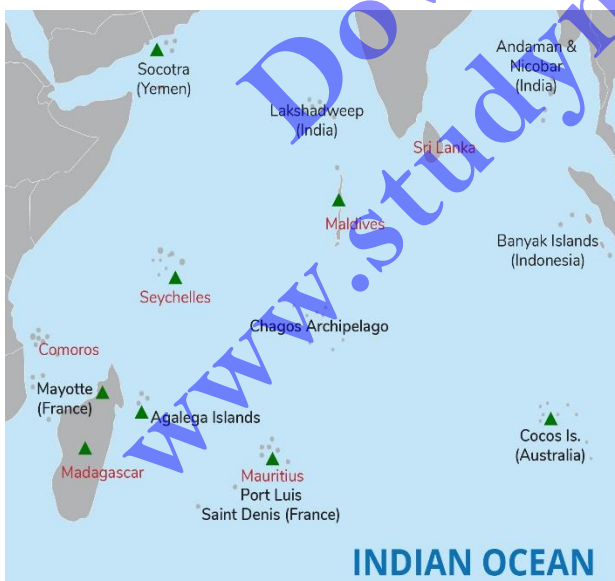 Socotra
(Yemen)
Andaman &
Nicobar
(India)
Lakshadweep
(India)
Sri Lanka
Maldives
Banyak Islands
(Indonesia)
Seychelles
Chagos Archipelago
Comoros
Mayotte
(France)
Agalega Islands
Cocos Is.
(Australia)
Madagascar
Mauritius
Port Luis
Saint Denis (France)
INDIAN OCEAN
Dow
www.study